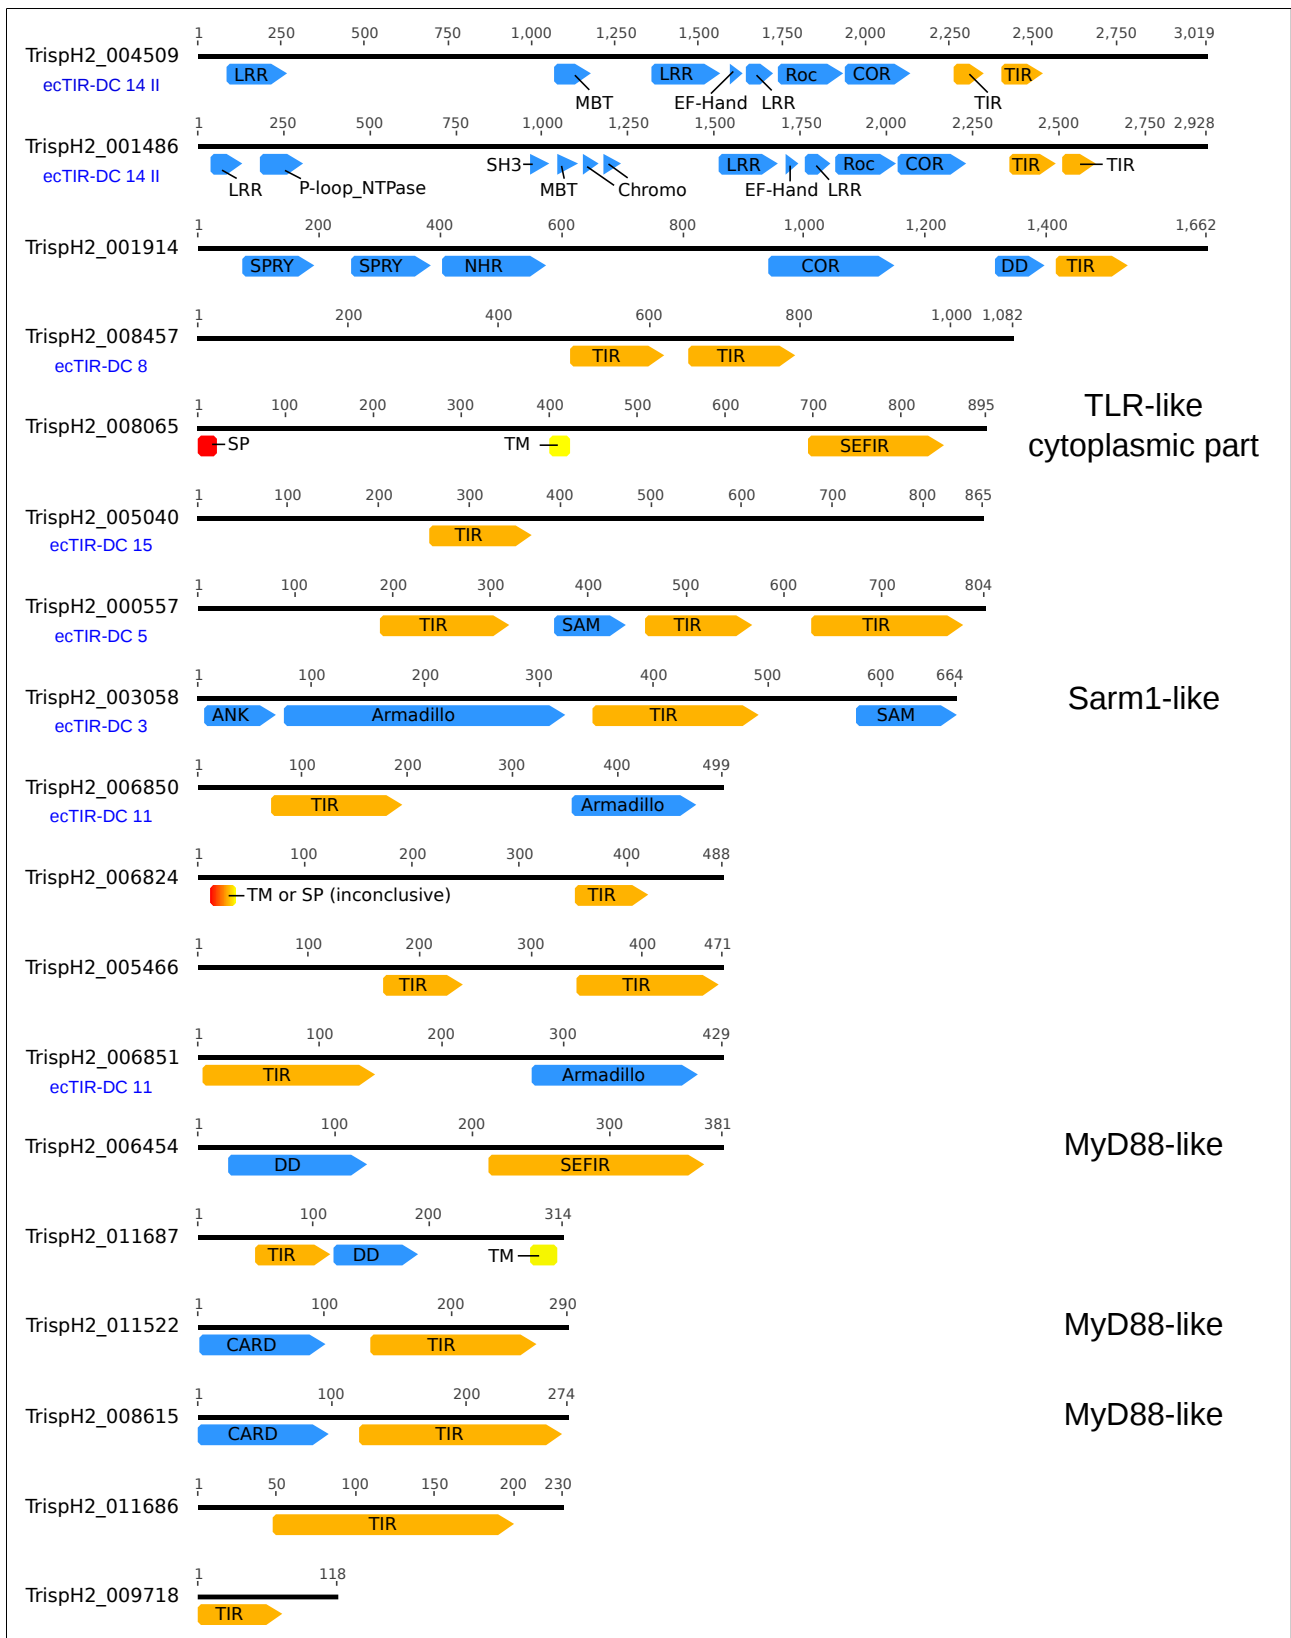 1 250 500 750 1,000 1,250 1,500 1,750 2,000 2,250 2,500 2,750 3,019
TrispH2_004509
ecTIR-DC 14 II
LRR LRR Roc COR TIR
MBT EF-Hand LRR TIR
1 250 500 750 1,000 1,250 1,500 1,750 2,000 2,250 2,500 2,750 2,928
TrispH2_001486
ecTIR-DC 14 II
SH3 LRR Roc COR TIR TIR
LRR P-loop_NTPase MBT Chromo EF-Hand LRR
1 200 400 600 800 1,000 1,200 1,400 1,662
TrispH2_001914
SPRY SPRY NHR COR DD TIR
1 200 400 600 800 1,000 1,082
TrispH2_008457
ecTIR-DC 8
TIR TIR
1 100 200 300 400 500 600 700 800 895
TrispH2_008065
SP TM SEFIR
TLR-like
cytoplasmic part
1 100 200 300 400 500 600 700 800 865
TrispH2_005040
ecTIR-DC 15
TIR
1 100 200 300 400 500 600 700 804
TrispH2_000557
ecTIR-DC 5
TIR SAM TIR TIR
1 100 200 300 400 500 600 664
TrispH2_003058
ecTIR-DC 3
ANK Armadillo TIR SAM
Sarm1-like
1 100 200 300 400 499
TrispH2_006850
ecTIR-DC 11
TIR Armadillo
1 100 200 300 400 488
TrispH2_006824
TM or SP (inconclusive) TIR
1 100 200 300 400 471
TrispH2_005466
TIR TIR
1 100 200 300 429
TrispH2_006851
ecTIR-DC 11
TIR Armadillo
1 100 200 300 381
TrispH2_006454
DD SEFIR
MyD88-like
1 100 200 314
TrispH2_011687
TIR DD TM
1 100 200 290
TrispH2_011522
CARD TIR
MyD88-like
1 100 200 274
TrispH2_008615
CARD TIR
MyD88-like
1 50 100 150 200 230
TrispH2_011686
TIR
1 118
TrispH2_009718
TIR